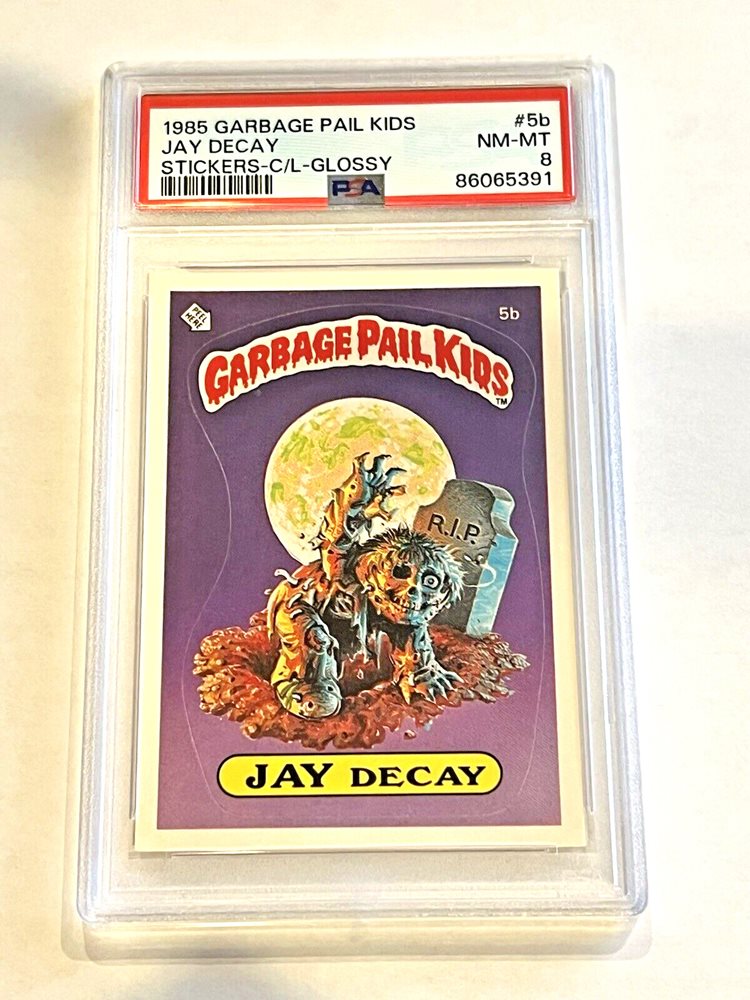 1985 GARBAGE PAIL KIDS #5b
JAY DECAY NM-MT
STICKERS-C/L-GLOSSY 8
PSA 86065391
PEEL
HERE
5b
GARBAGE PAIL KIDS
TM
R.I.P.
JAY DECAY